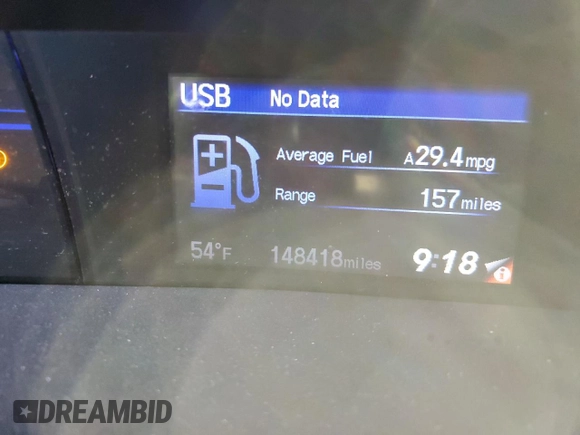 USB No Data
Average Fuel A29.4mpg
Range 157miles
54°F 148418miles 9:18
DREAMBID